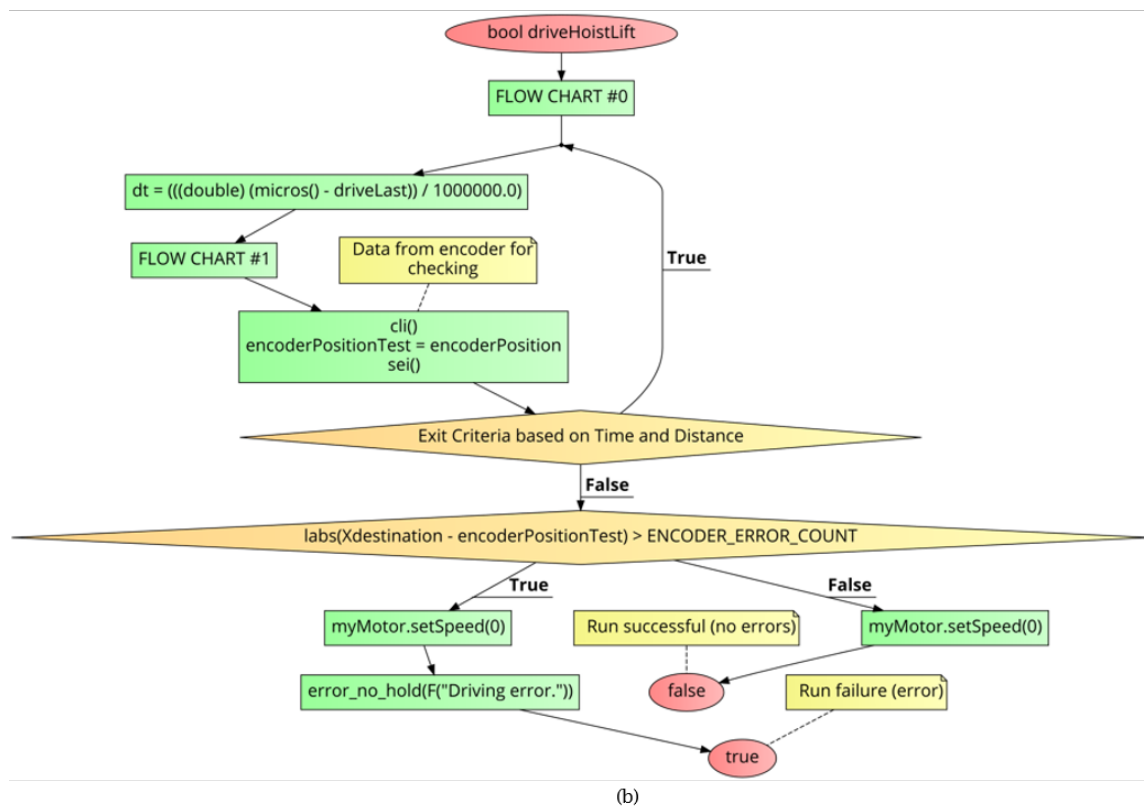 bool driveHoistLift
FLOW CHART #0
dt = (((double) (micros() - driveLast)) / 1000000.0)
FLOW CHART #1
Data from encoder for
checking
True
cli()
encoderPositionTest = encoderPosition
sei()
Exit Criteria based on Time and Distance
False
labs(Xdestination - encoderPositionTest) > ENCODER_ERROR_COUNT
True
False
myMotor.setSpeed(0)
Run successful (no errors)
myMotor.setSpeed(0)
error_no_hold(F("Driving error."))
false
Run failure (error)
true
(b)